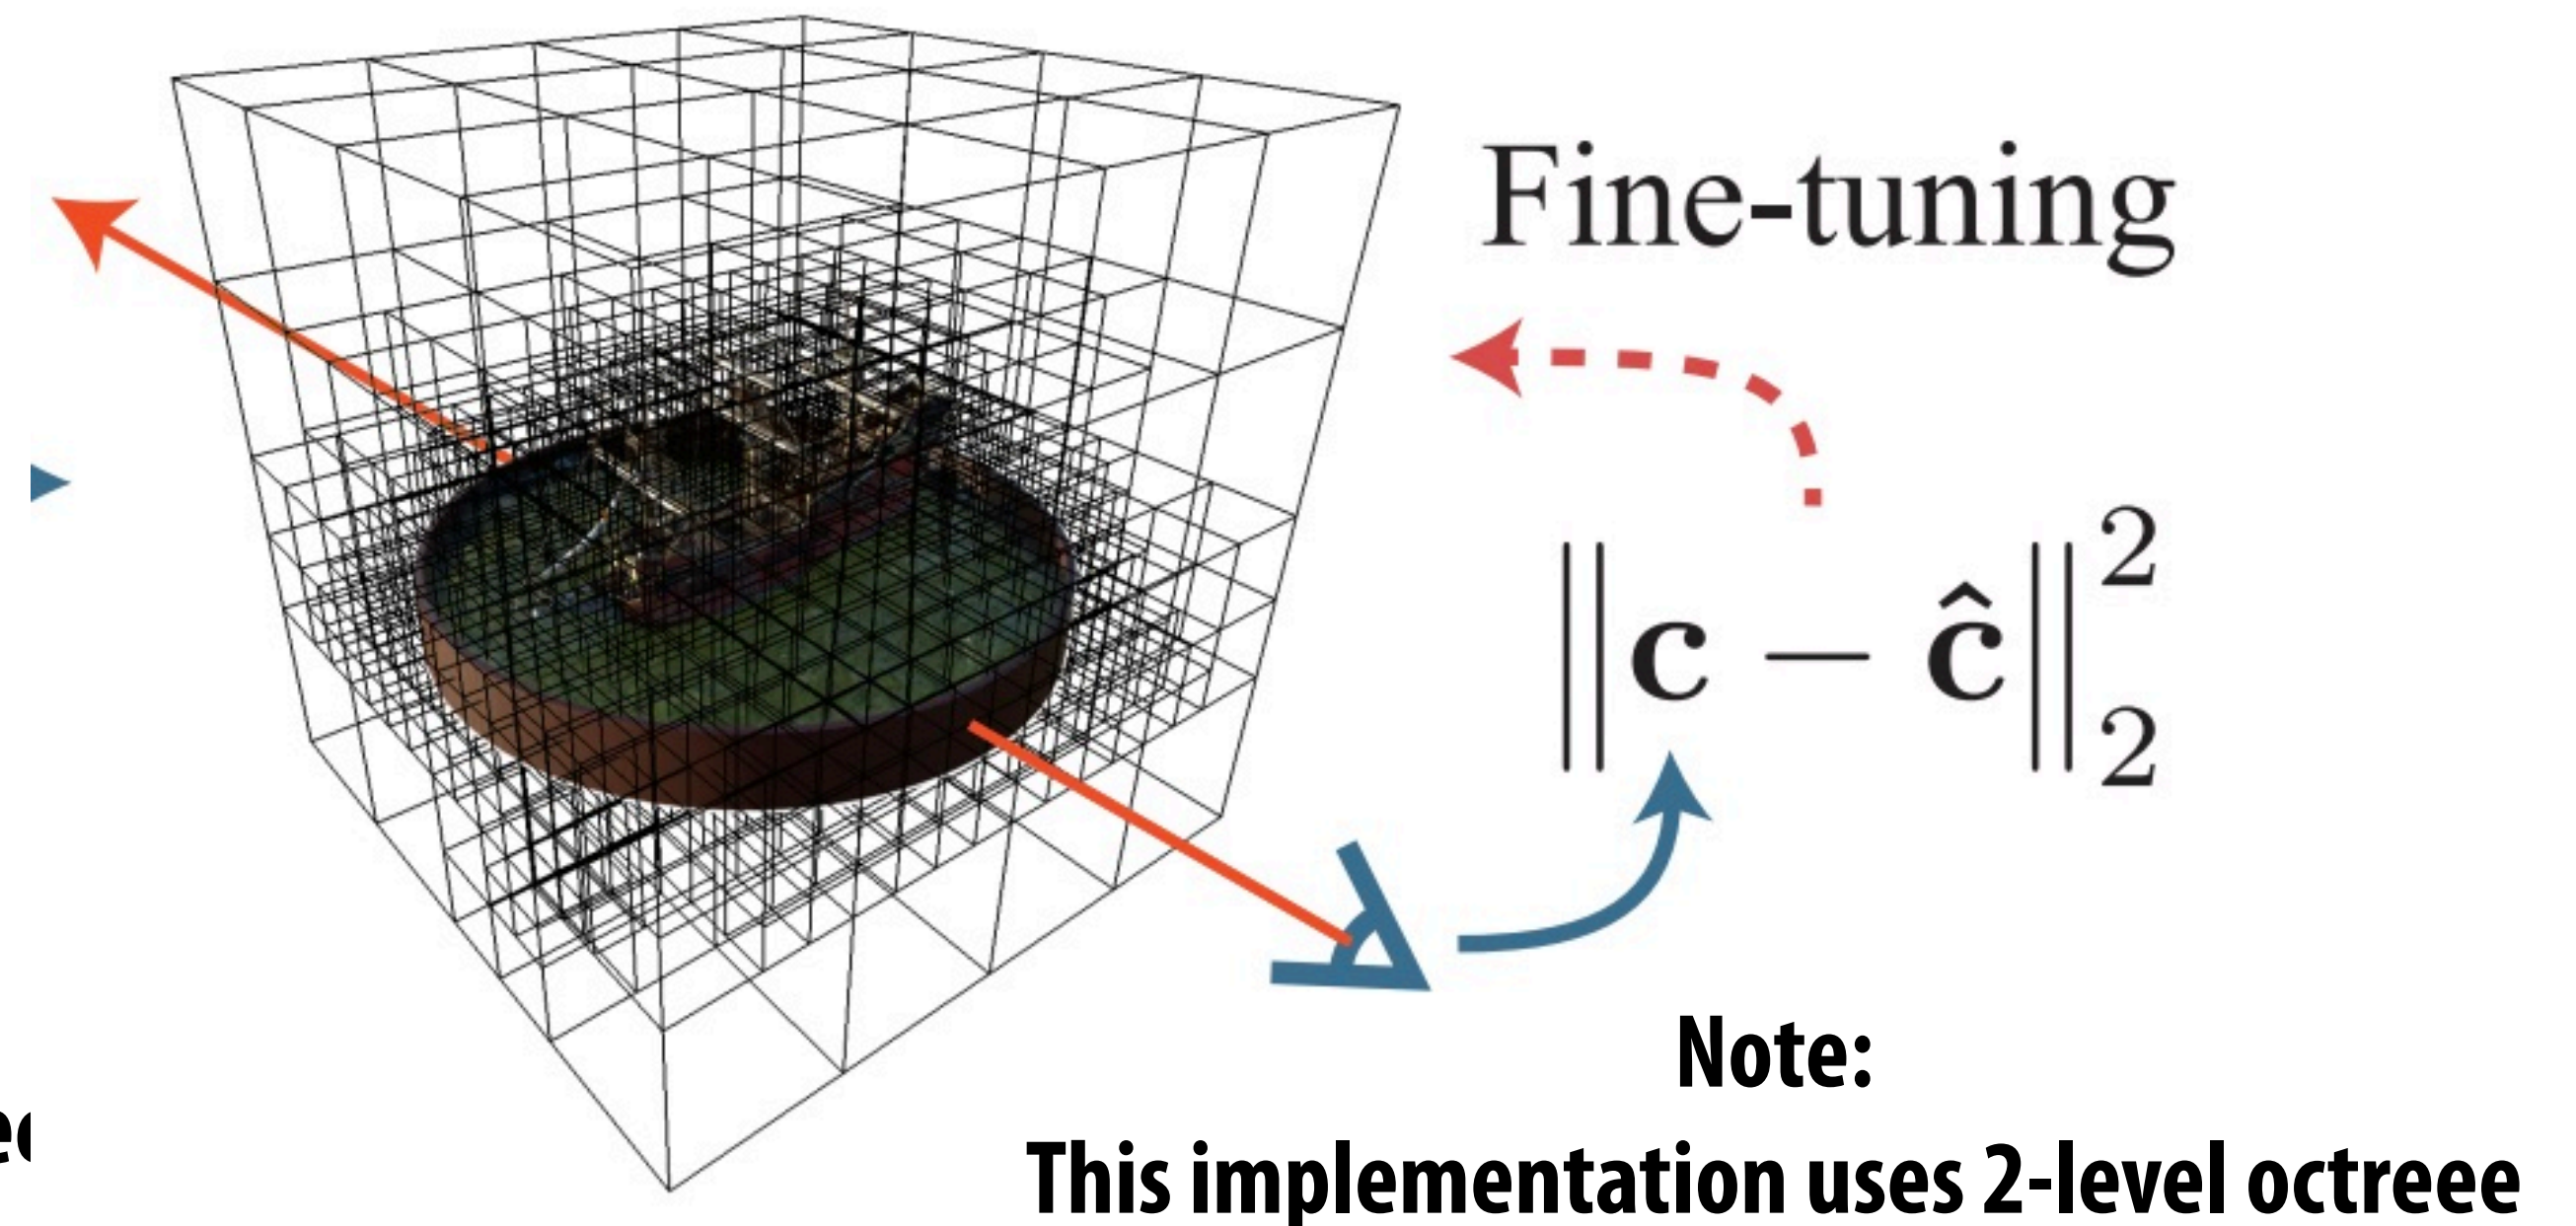 Fine-tuning
‖c − ĉ‖²₂
Note:
This implementation uses 2-level octreee